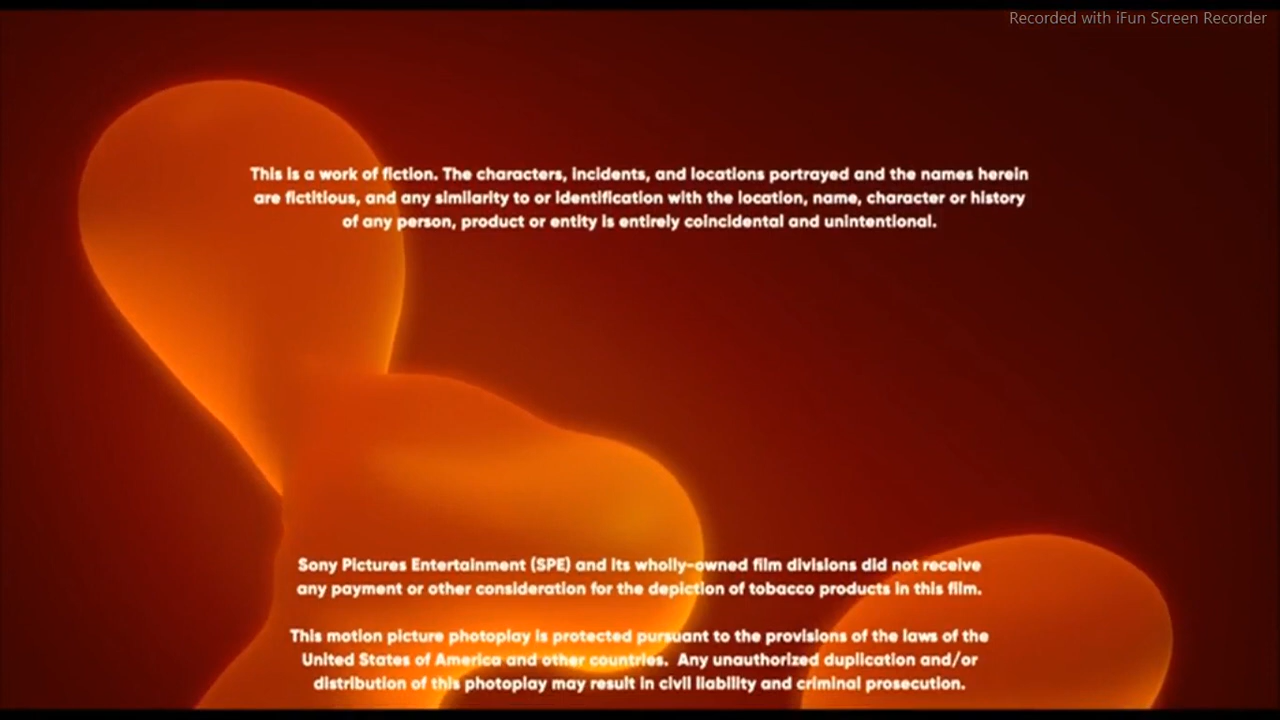 Recorded with iFun Screen Recorder
This is a work of fiction. The characters, incidents, and locations portrayed and the names herein
are fictitious, and any similarity to or identification with the location, name, character or history
of any person, product or entity is entirely coincidental and unintentional.
Sony Pictures Entertainment (SPE) and its wholly-owned film divisions did not receive
any payment or other consideration for the depiction of tobacco products in this film.
This motion picture photoplay is protected pursuant to the provisions of the laws of the
United States of America and other countries.  Any unauthorized duplication and/or
distribution of this photoplay may result in civil liability and criminal prosecution.